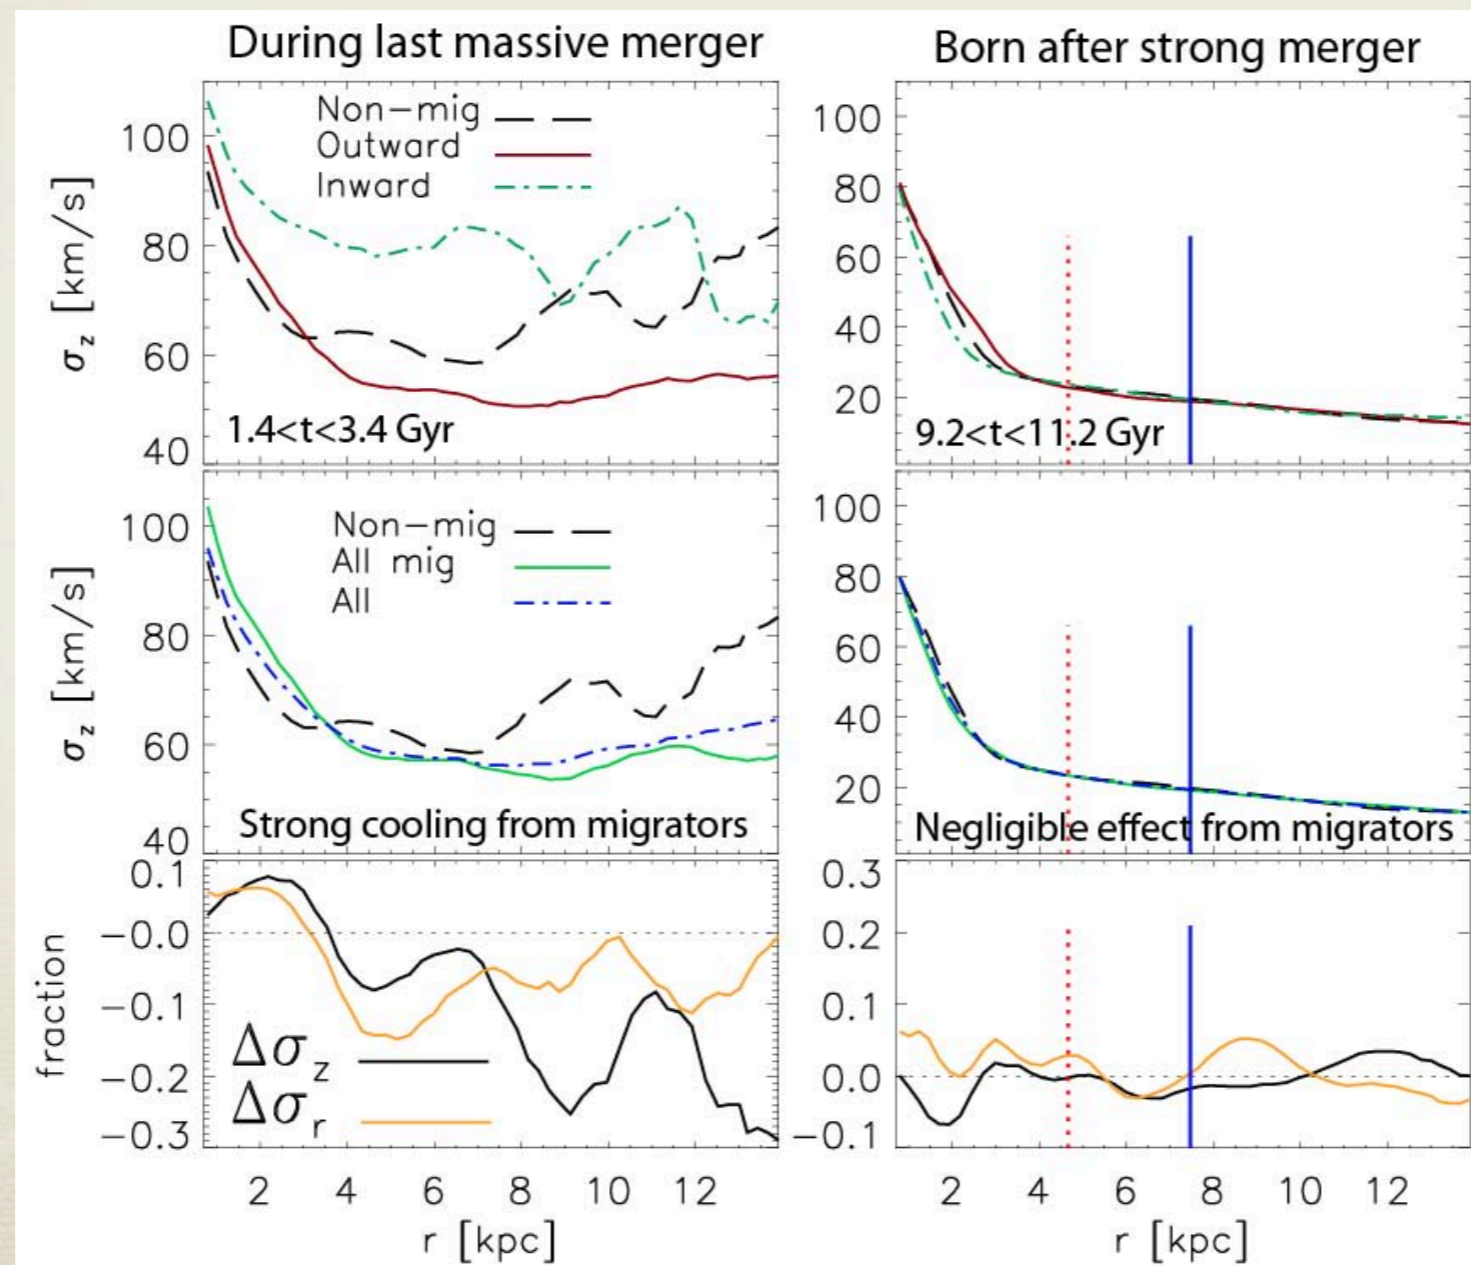 During last massive merger
Born after strong merger
σz [km/s]
100
80
60
40
Non-mig
Outward
Inward
1.4<t<3.4 Gyr
100
80
60
40
20
9.2<t<11.2 Gyr
σz [km/s]
100
80
60
40
Non-mig
All mig
All
Strong cooling from migrators
100
80
60
40
20
Negligible effect from migrators
fraction
0.1
-0.0
-0.1
-0.2
-0.3
Δσz
Δσr
0.3
0.2
0.1
0.0
-0.1
2 4 6 8 10 12
r [kpc]
2 4 6 8 10 12
r [kpc]